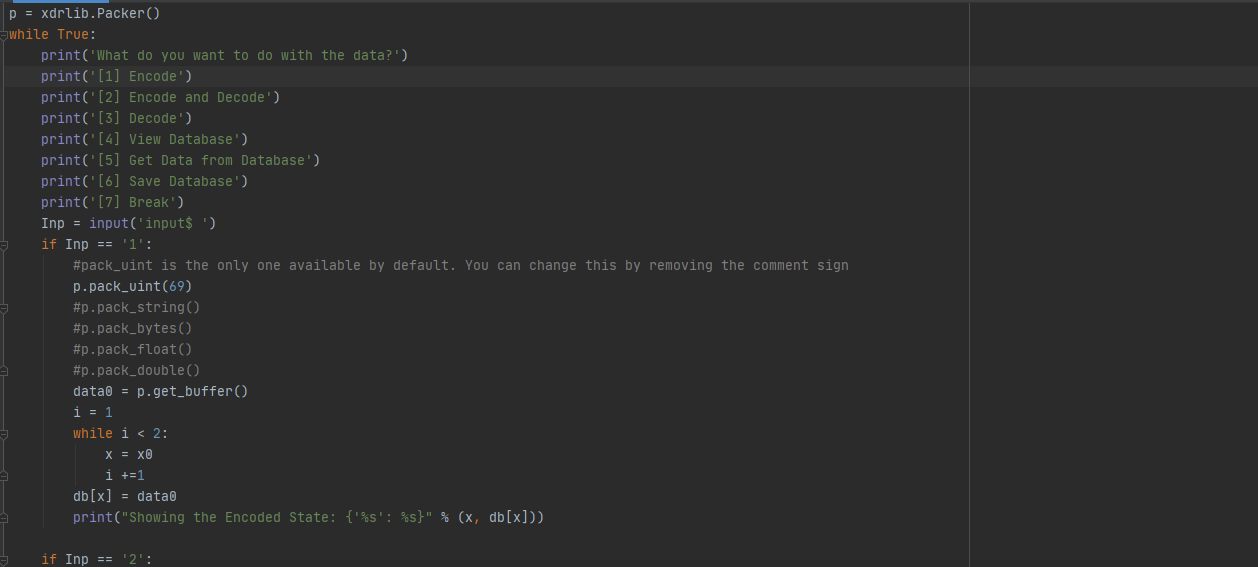 p = xdrlib.Packer()
while True:
    print('What do you want to do with the data?')
    print('[1] Encode')
    print('[2] Encode and Decode')
    print('[3] Decode')
    print('[4] View Database')
    print('[5] Get Data from Database')
    print('[6] Save Database')
    print('[7] Break')
    Inp = input('input$ ')
    if Inp == '1':
        #pack_uint is the only one available by default. You can change this by removing the comment sign
        p.pack_uint(69)
        #p.pack_string()
        #p.pack_bytes()
        #p.pack_float()
        #p.pack_double()
        data0 = p.get_buffer()
        i = 1
        while i < 2:
            x = x0
            i +=1
        db[x] = data0
        print("Showing the Encoded State: {'%s': %s}" % (x, db[x]))
    if Inp == '2':